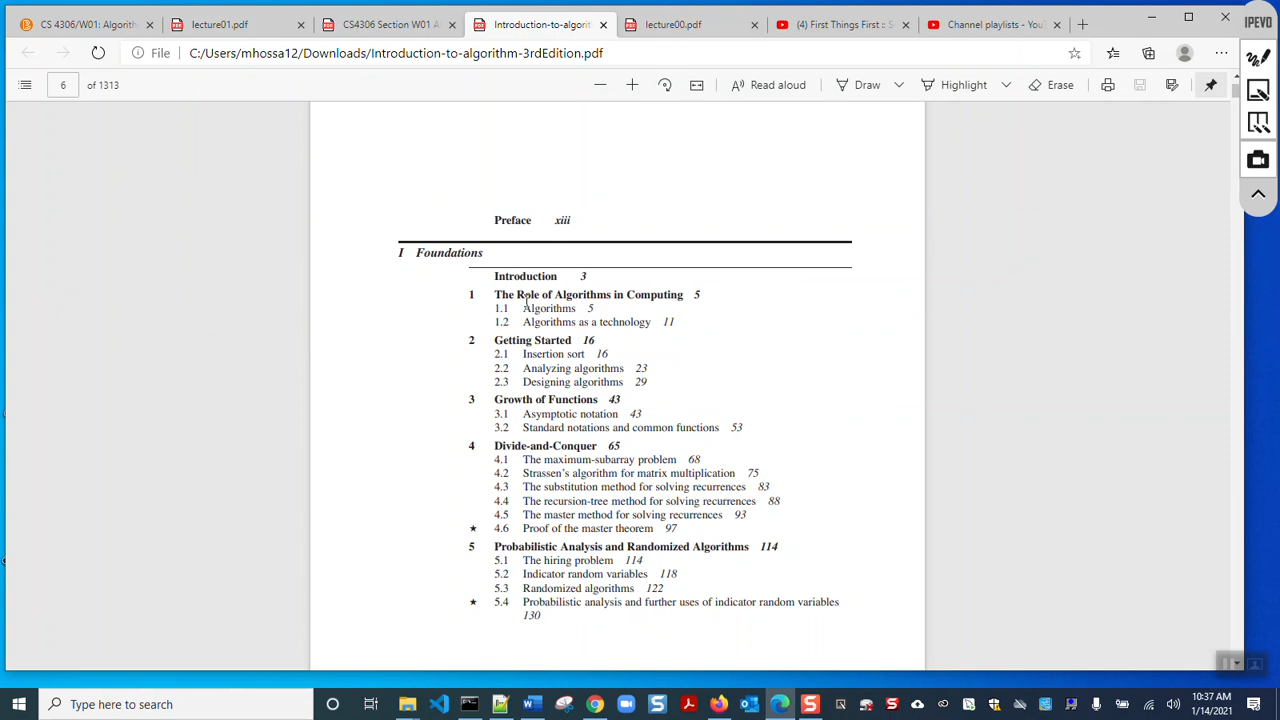 CS 4306/W01: Algorithm
lecture01.pdf
CS4306 Section W01 Al
Introduction-to-algorit
lecture00.pdf
(4) First Things First :: S
Channel playlists - You
IPEVO
File C:/Users/mhossa12/Downloads/Introduction-to-algorithm-3rdEdition.pdf
6 of 1313 Read aloud Draw Highlight Erase
Preface xiii
I Foundations
Introduction 3
1 The Role of Algorithms in Computing 5
1.1 Algorithms 5
1.2 Algorithms as a technology 11
2 Getting Started 16
2.1 Insertion sort 16
2.2 Analyzing algorithms 23
2.3 Designing algorithms 29
3 Growth of Functions 43
3.1 Asymptotic notation 43
3.2 Standard notations and common functions 53
4 Divide-and-Conquer 65
4.1 The maximum-subarray problem 68
4.2 Strassen's algorithm for matrix multiplication 75
4.3 The substitution method for solving recurrences 83
4.4 The recursion-tree method for solving recurrences 88
4.5 The master method for solving recurrences 93
★ 4.6 Proof of the master theorem 97
5 Probabilistic Analysis and Randomized Algorithms 114
5.1 The hiring problem 114
5.2 Indicator random variables 118
5.3 Randomized algorithms 122
★ 5.4 Probabilistic analysis and further uses of indicator random variables
130
Type here to search
10:37 AM
1/14/2021